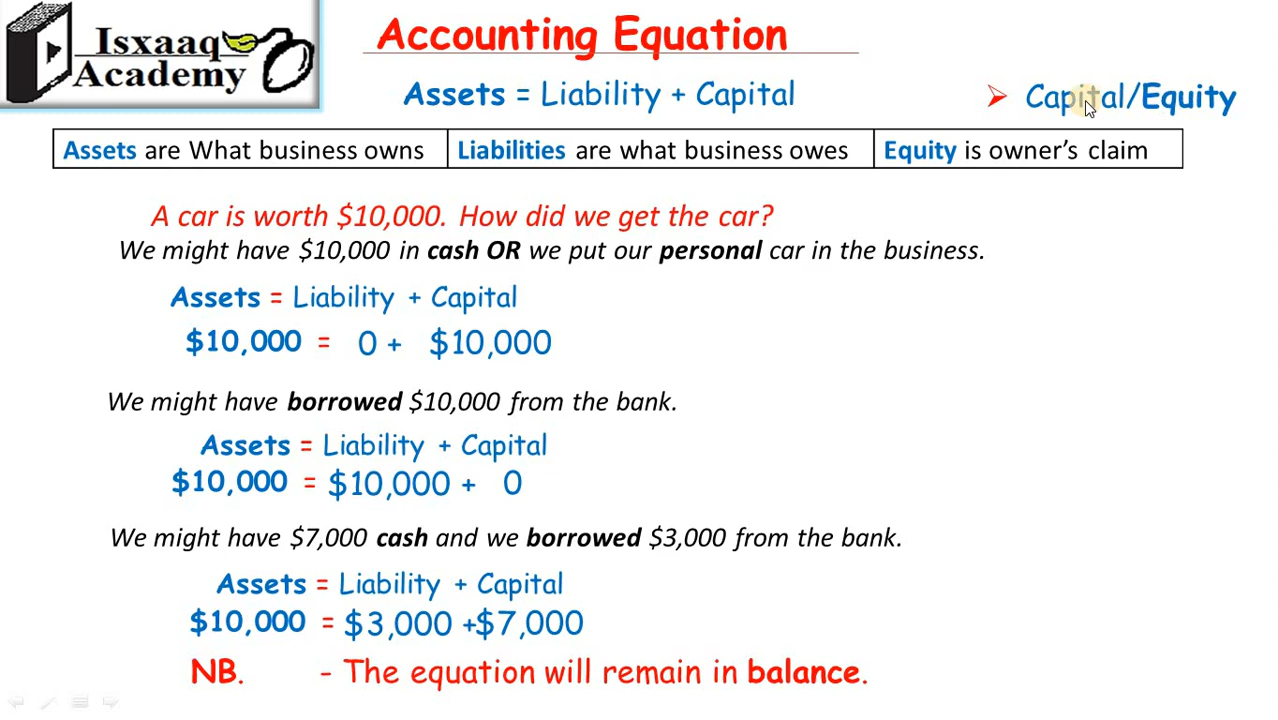 Isxaaq
Academy
Accounting Equation
Assets = Liability + Capital
➢ Capital/Equity
Assets are What business owns
Liabilities are what business owes
Equity is owner’s claim
A car is worth $10,000. How did we get the car?
We might have $10,000 in cash OR we put our personal car in the business.
Assets = Liability + Capital
$10,000 = 0 + $10,000
We might have borrowed $10,000 from the bank.
Assets = Liability + Capital
$10,000 = $10,000 + 0
We might have $7,000 cash and we borrowed $3,000 from the bank.
Assets = Liability + Capital
$10,000 = $3,000 +$7,000
NB. - The equation will remain in balance.